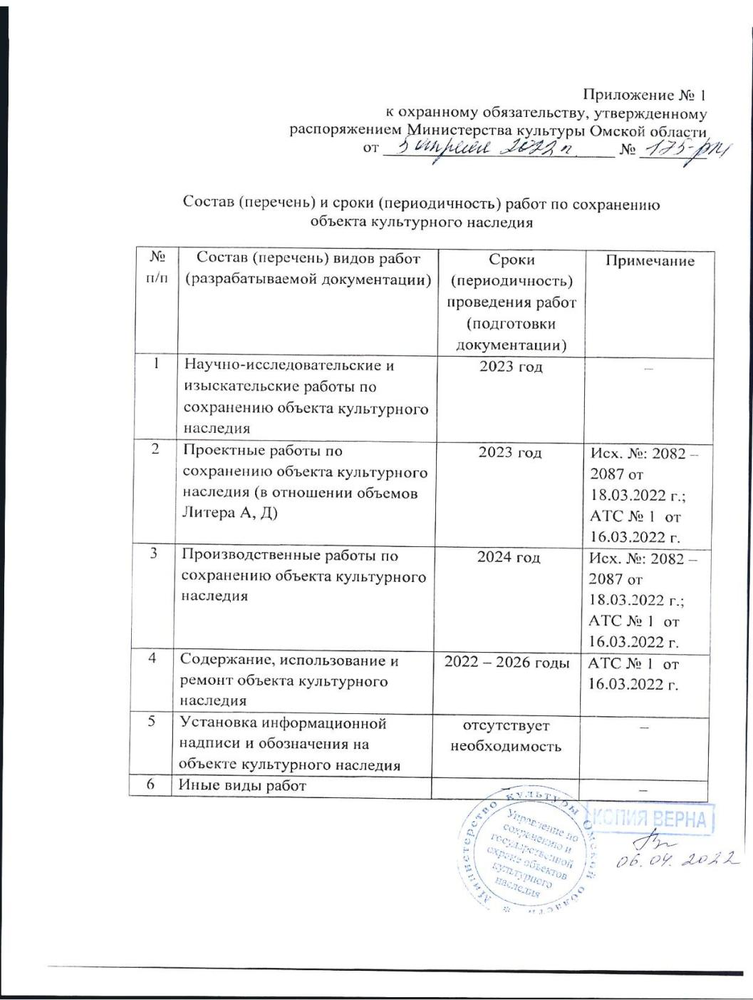 Приложение № 1
к охранному обязательству, утвержденному
распоряжением Министерства культуры Омской области
от 5 апреля 2022 г. № 175-рм
Состав (перечень) и сроки (периодичность) работ по сохранению
объекта культурного наследия
№ п/п
Состав (перечень) видов работ
(разрабатываемой документации)
Сроки
(периодичность)
проведения работ
(подготовки
документации)
Примечание
1
Научно-исследовательские и
изыскательские работы по
сохранению объекта культурного
наследия
2023 год
–
2
Проектные работы по
сохранению объекта культурного
наследия (в отношении объемов
Литера А, Д)
2023 год
Исх. №: 2082 –
2087 от
18.03.2022 г.;
АТС № 1 от
16.03.2022 г.
3
Производственные работы по
сохранению объекта культурного
наследия
2024 год
Исх. №: 2082 –
2087 от
18.03.2022 г.;
АТС № 1 от
16.03.2022 г.
4
Содержание, использование и
ремонт объекта культурного
наследия
2022 – 2026 годы
АТС № 1 от
16.03.2022 г.
5
Установка информационной
надписи и обозначения на
объекте культурного наследия
отсутствует
необходимость
–
6
Иные виды работ
–
–
Министерство культуры Омской области *
Управление по
сохранению и
государственной
охране объектов
культурного
наследия
КОПИЯ ВЕРНА
06.04.2022